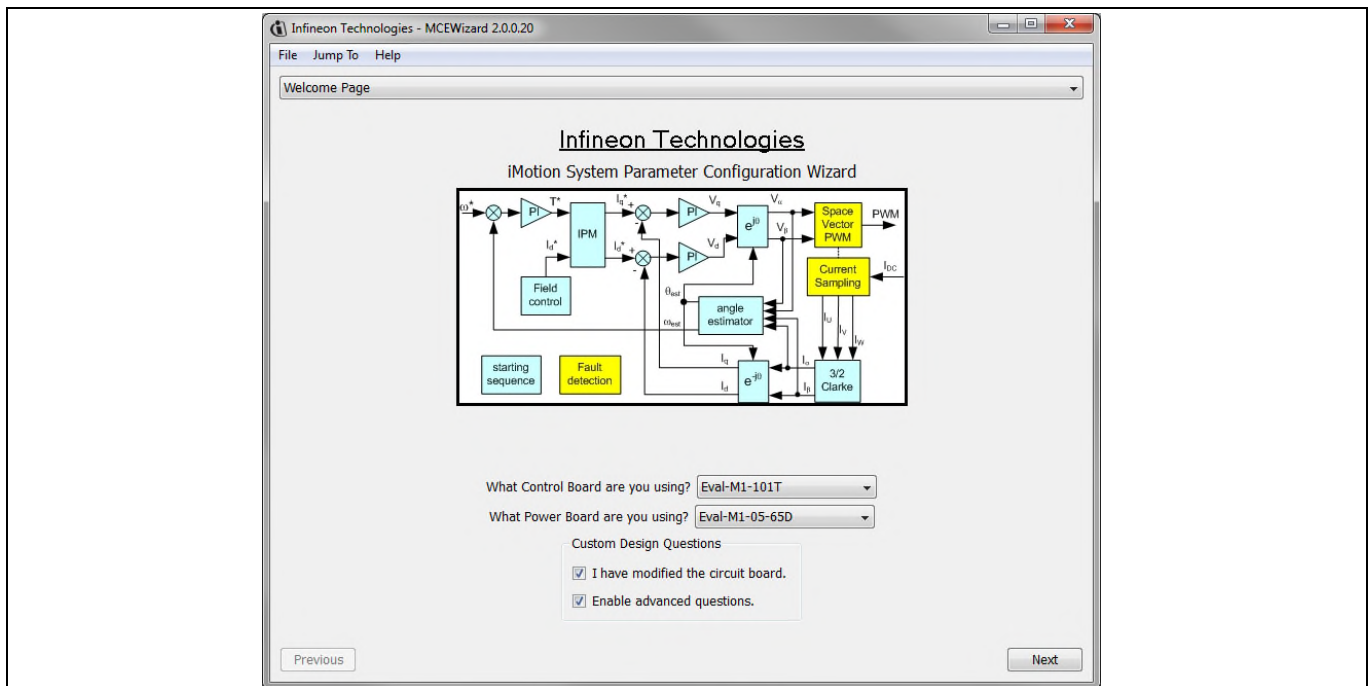 Infineon Technologies - MCEWizard 2.0.0.20
File Jump To Help
Welcome Page
Infineon Technologies
iMotion System Parameter Configuration Wizard
ω*
PI
T*
IPM
Iq*
+
-
PI
Vq
e^jθ
Vα
Space Vector PWM
PWM
Id*
Id*
+
-
PI
Vd
Vβ
Field control
Current Sampling
IDC
θest
angle estimator
ωest
IU
IV
IW
starting sequence
Fault detection
Iq
Id
e^-jθ
Iα
Iβ
3/2 Clarke
What Control Board are you using? Eval-M1-101T
What Power Board are you using? Eval-M1-05-65D
Custom Design Questions
I have modified the circuit board.
Enable advanced questions.
Previous
Next